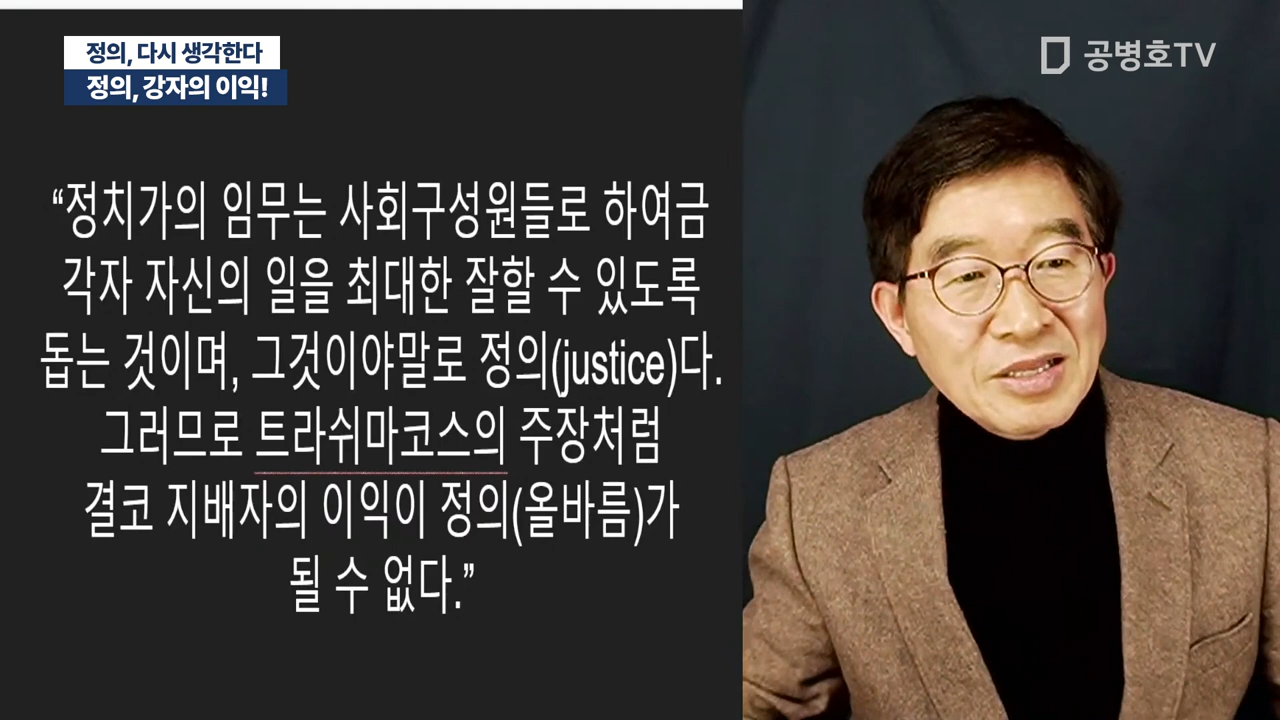 정의, 다시 생각한다
정의, 강자의 이익!
공병호TV
“정치가의 임무는 사회구성원들로 하여금
각자 자신의 일을 최대한 잘할 수 있도록
돕는 것이며, 그것이야말로 정의(justice)다.
그러므로 트라쉬마코스의 주장처럼
결코 지배자의 이익이 정의(올바름)가
될 수 없다.”